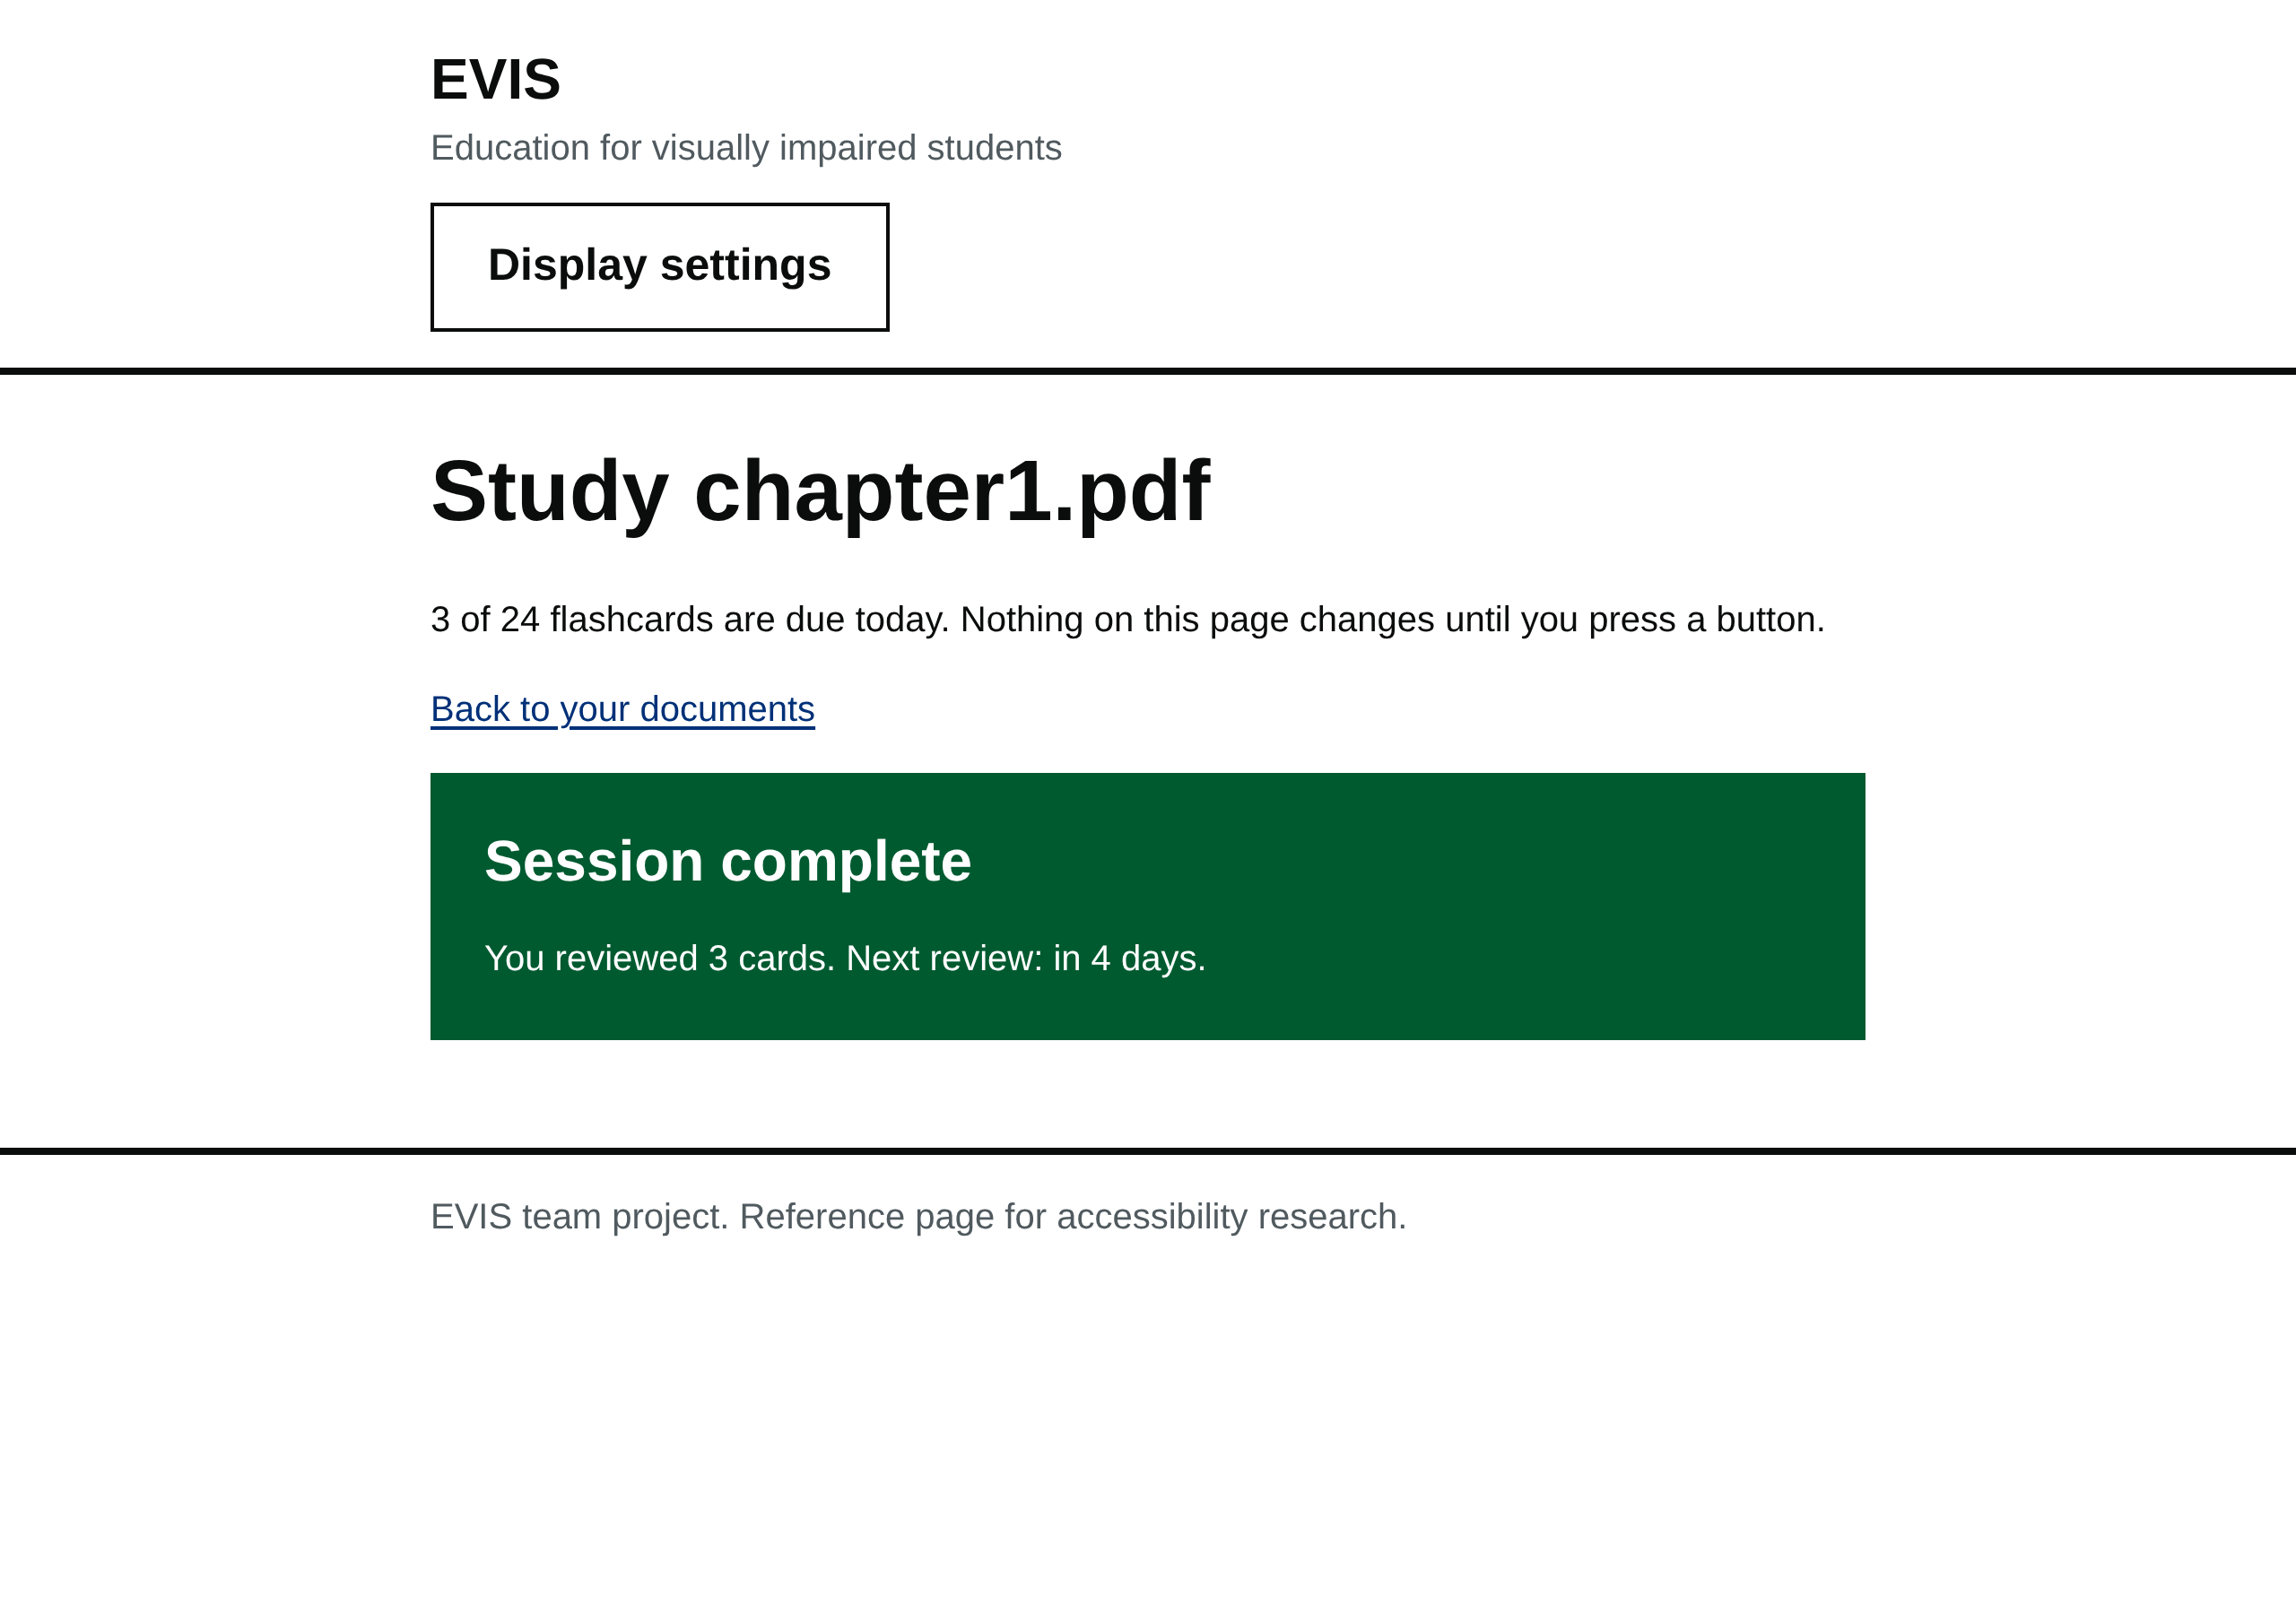 EVIS
Education for visually impaired students
Display settings
Study chapter1.pdf
3 of 24 flashcards are due today. Nothing on this page changes until you press a button.
Back to your documents
Session complete
You reviewed 3 cards. Next review: in 4 days.
EVIS team project. Reference page for accessibility research.